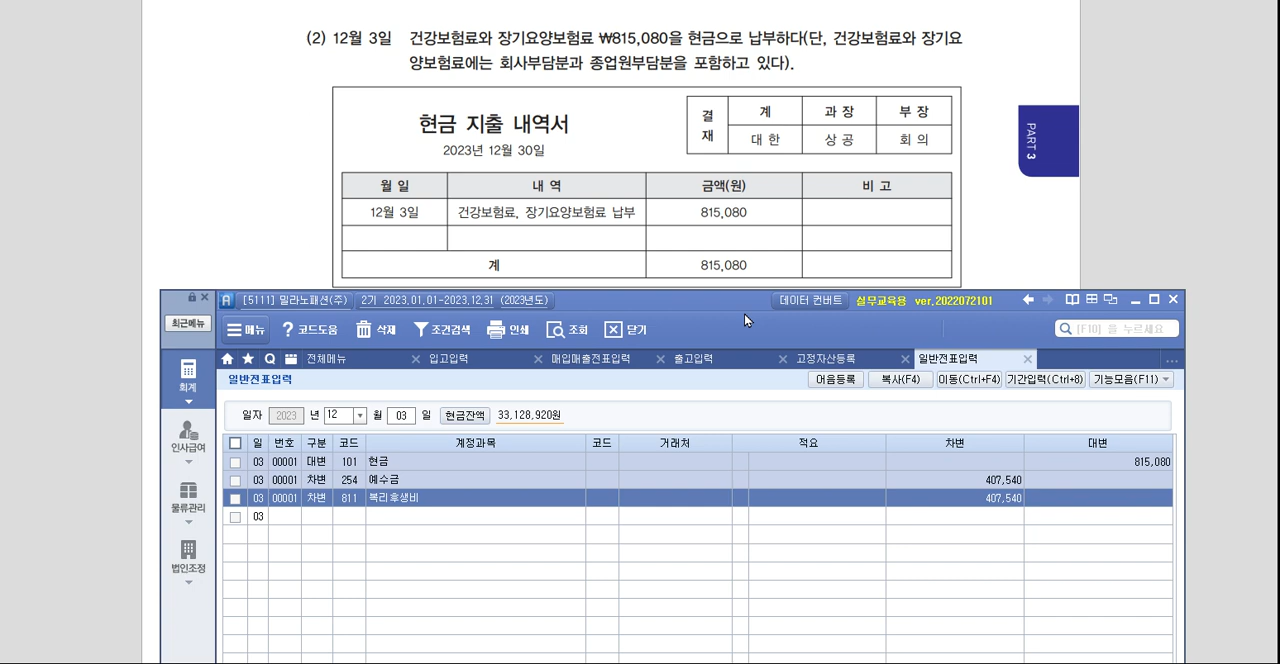 (2) 12월 3일 건강보험료와 장기요양보험료 ₩815,080을 현금으로 납부하다(단, 건강보험료와 장기요
양보험료에는 회사부담분과 종업원부담분을 포함하고 있다).
현금 지출 내역서
2023년 12월 30일
결재 계 과 장 부 장
대 한 상 공 회 의
PART 3
월 일 내 역 금액(원) 비 고
12월 3일 건강보험료, 장기요양보험료 납부 815,080
계 815,080
[5111] 밀라노패션(주) 2기 2023.01.01~2023.12.31 (2023년도) 데이터 컨버트 실무교육용 ver.2022072101
최근메뉴 메뉴 코드도움 삭제 조건검색 인쇄 조회 닫기 [F10] 을 누르세요
전체메뉴 입고입력 매입매출전표입력 출고입력 고정자산등록 일반전표입력
일반전표입력 어음등록 복사(F4) 이동(Ctrl+F4) 기간입력(Ctrl+8) 기능모음(F11)
회계
인사급여
물류관리
법인조정
일자 2023 년 12 월 03 일 현금잔액 33,128,920원
일 번호 구분 코드 계정과목 코드 거래처 적요 차변 대변
03 00001 대변 101 현금 815,080
03 00001 차변 254 예수금 407,540
03 00001 차변 811 복리후생비 407,540
03